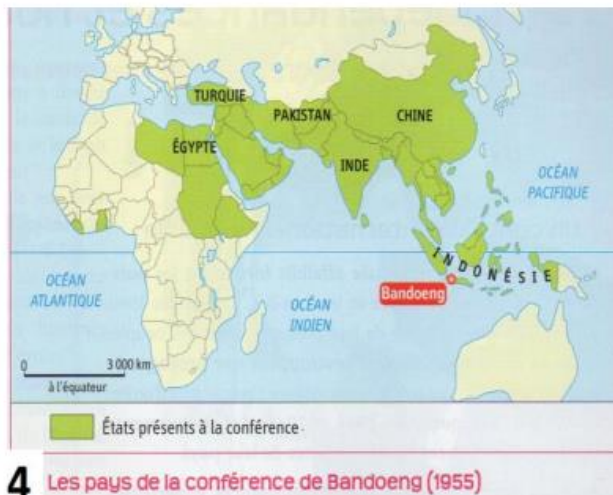 TURQUIE
PAKISTAN
CHINE
ÉGYPTE
INDE
OCÉAN
PACIFIQUE
INDONÉSIE
Bandoeng
OCÉAN
ATLANTIQUE
OCÉAN
INDIEN
0 3 000 km
à l'équateur
États présents à la conférence
4 Les pays de la conférence de Bandoeng (1955)